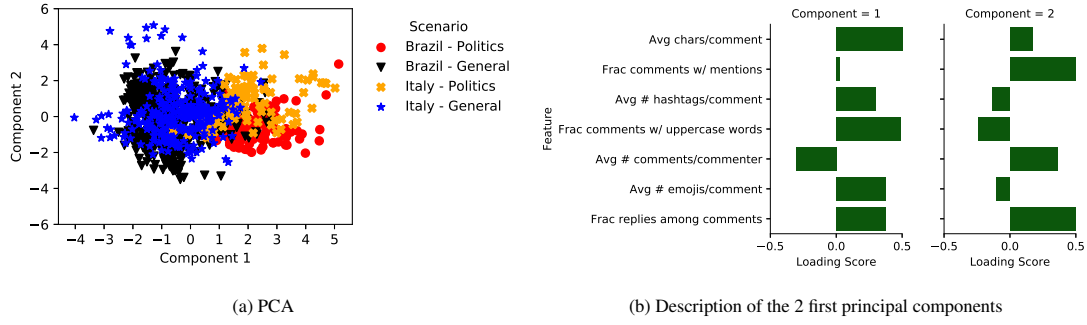 6
4
2
0
−2
−4
6
Component 2
−4 −3 −2 −1 0 1 2 3 4 5
Component 1
Scenario
Brazil - Politics
Brazil - General
Italy - Politics
Italy - General
(a) PCA
Component = 1
Component = 2
Feature
Avg chars/comment
Frac comments w/ mentions
Avg # hashtags/comment
Frac comments w/ uppercase words
Avg # comments/commenter
Avg # emojis/comment
Frac replies among comments
−0.5 0.0 0.5
−0.5 0.0 0.5
Loading Score
Loading Score
(b) Description of the 2 first principal components